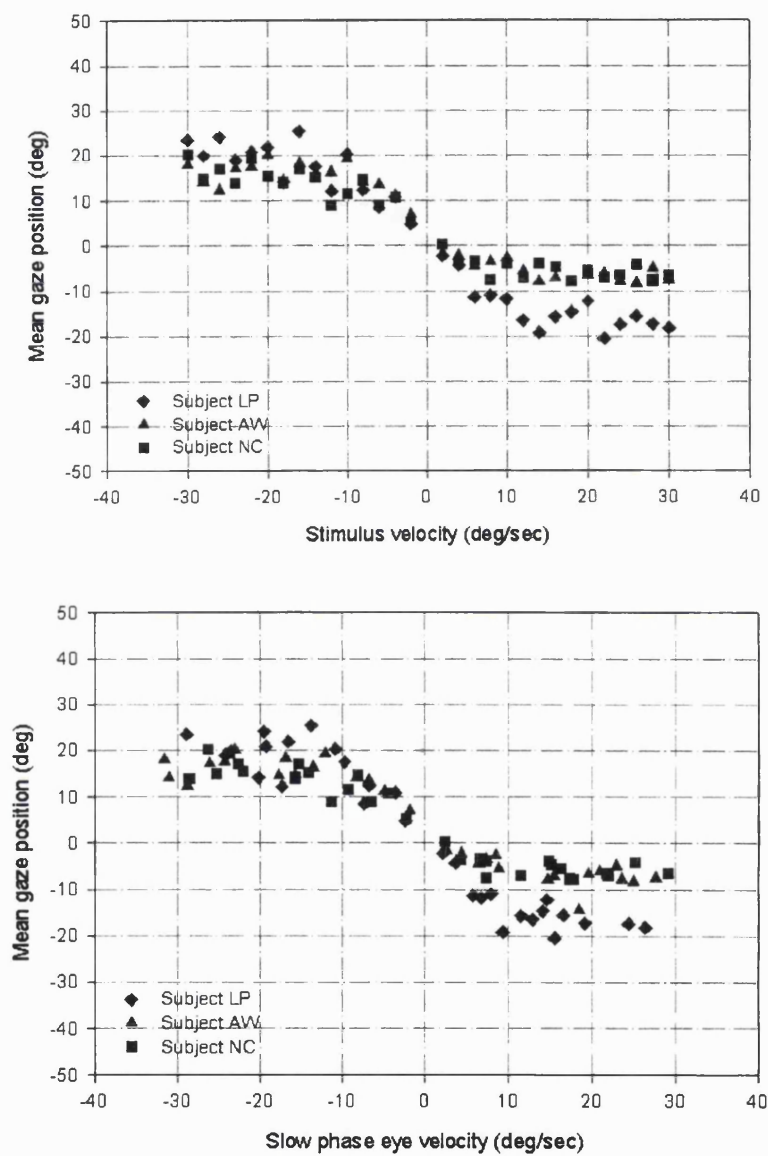 50
40
30
20
10
0
-10
-20
-30
-40
-50
Mean gaze position (deg)
Subject LP
Subject AW
Subject NC
-40 -30 -20 -10 0 10 20 30 40
Stimulus velocity (deg/sec)
50
40
30
20
10
0
-10
-20
-30
-40
-50
Mean gaze position (deg)
Subject LP
Subject AW
Subject NC
-40 -30 -20 -10 0 10 20 30 40
Slow phase eye velocity (deg/sec)